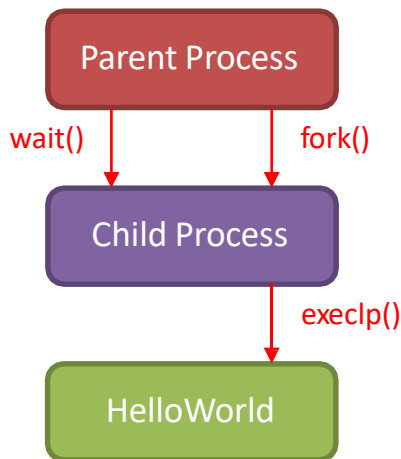 Parent Process
wait()
fork()
Child Process
execlp()
HelloWorld